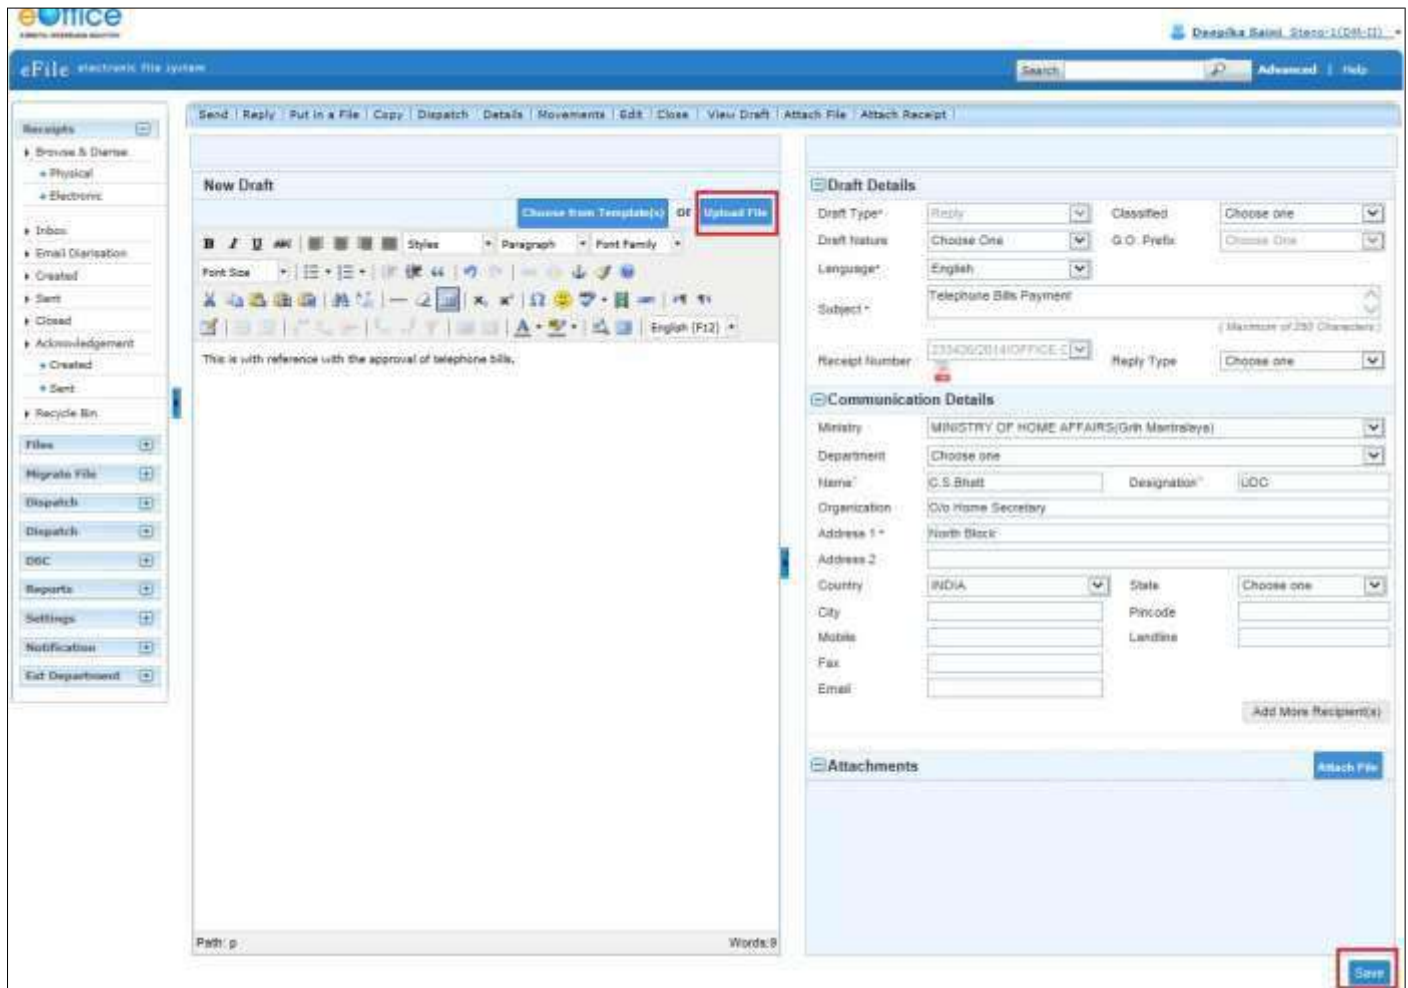 eOffice
Deepika Saini, Steno-1(DM-II)
eFile electronic file system
Search
Advanced | Help
Receipts
Browse & Diarise
Physical
Electronic
Inbox
Email Diarisation
Created
Sent
Closed
Acknowledgement
Created
Sent
Recycle Bin
Files
Migrate File
Dispatch
Dispatch
DSC
Reports
Settings
Notification
Ext Department
Send | Reply | Put in a File | Copy | Dispatch | Details | Movements | Edit | Close | View Draft | Attach File | Attach Receipt |
New Draft
Choose from Template(s) or Upload File
B I U ABC Styles Paragraph Font Family
Font Size
English (F12)
This is with reference with the approval of telephone bills.
Path: p Words:9
Draft Details
Draft Type* Reply Classified Choose one
Draft Nature Choose One G.O. Prefix Choose One
Language* English
Subject * Telephone Bills Payment
( Maximum of 250 Characters )
Receipt Number 233426/2014/OFFICE Reply Type Choose one
Communication Details
Ministry MINISTRY OF HOME AFFAIRS(Grih Mantralaya)
Department Choose one
Name* C.S.Bhatt Designation* UDC
Organization O/o Home Secretary
Address 1 * North Block
Address 2
Country INDIA State Choose one
City Pincode
Mobile Landline
Fax
Email
Add More Recipient(s)
Attachments Attach File
Save